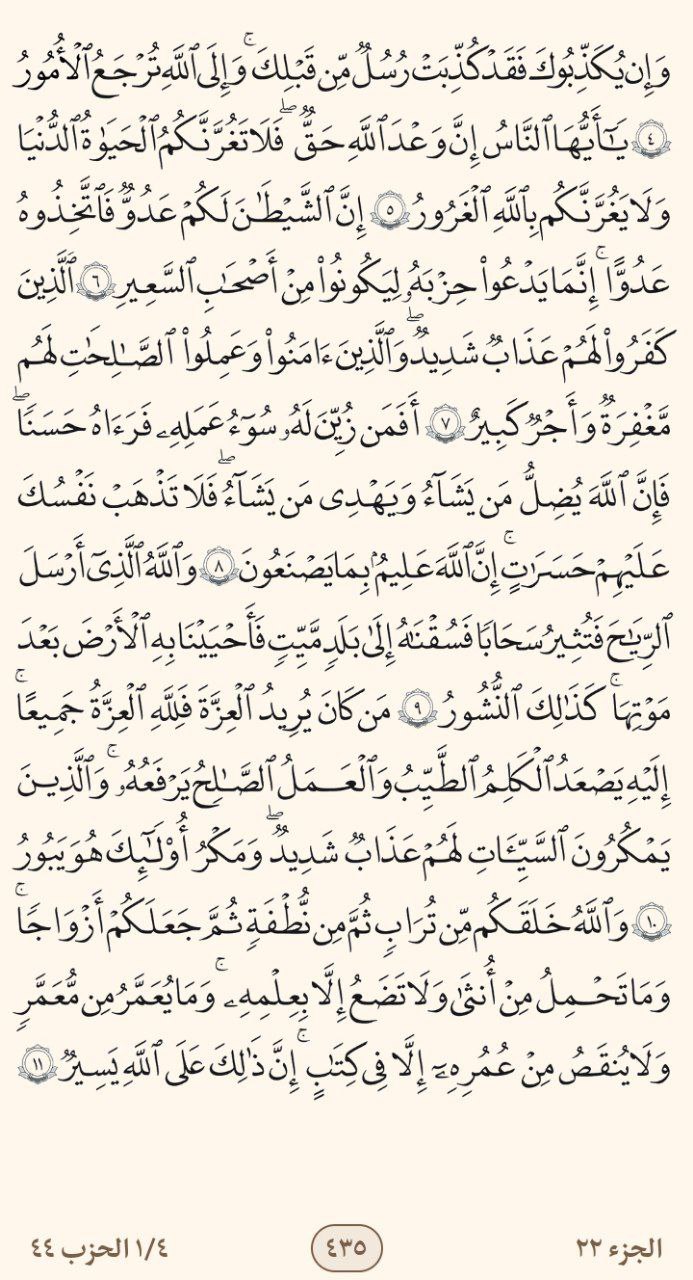 وَإِن يُكَذِّبُوكَ فَقَدْ كُذِّبَتْ رُسُلٌ مِّن قَبْلِكَ ۚ وَإِلَى ٱللَّهِ تُرْجَعُ ٱلْأُمُورُ
٤ يَـٰٓأَيُّهَا ٱلنَّاسُ إِنَّ وَعْدَ ٱللَّهِ حَقٌّ ۖ فَلَا تَغُرَّنَّكُمُ ٱلْحَيَوٰةُ ٱلدُّنْيَا
وَلَا يَغُرَّنَّكُم بِٱللَّهِ ٱلْغَرُورُ ٥ إِنَّ ٱلشَّيْطَـٰنَ لَكُمْ عَدُوٌّ فَٱتَّخِذُوهُ
عَدُوًّا ۚ إِنَّمَا يَدْعُوا۟ حِزْبَهُۥ لِيَكُونُوا۟ مِنْ أَصْحَـٰبِ ٱلسَّعِيرِ ٦ ٱلَّذِينَ
كَفَرُوا۟ لَهُمْ عَذَابٌ شَدِيدٌ ۖ وَٱلَّذِينَ ءَامَنُوا۟ وَعَمِلُوا۟ ٱلصَّـٰلِحَـٰتِ لَهُم
مَّغْفِرَةٌ وَأَجْرٌ كَبِيرٌ ٧ أَفَمَن زُيِّنَ لَهُۥ سُوٓءُ عَمَلِهِۦ فَرَءَاهُ حَسَنًا ۖ
فَإِنَّ ٱللَّهَ يُضِلُّ مَن يَشَآءُ وَيَهْدِى مَن يَشَآءُ ۖ فَلَا تَذْهَبْ نَفْسُكَ
عَلَيْهِمْ حَسَرَٰتٍ ۚ إِنَّ ٱللَّهَ عَلِيمٌۢ بِمَا يَصْنَعُونَ ٨ وَٱللَّهُ ٱلَّذِىٓ أَرْسَلَ
ٱلرِّيَـٰحَ فَتُثِيرُ سَحَابًا فَسُقْنَـٰهُ إِلَىٰ بَلَدٍ مَّيِّتٍ فَأَحْيَيْنَا بِهِ ٱلْأَرْضَ بَعْدَ
مَوْتِهَا ۚ كَذَٰلِكَ ٱلنُّشُورُ ٩ مَن كَانَ يُرِيدُ ٱلْعِزَّةَ فَلِلَّهِ ٱلْعِزَّةُ جَمِيعًا ۚ
إِلَيْهِ يَصْعَدُ ٱلْكَلِمُ ٱلطَّيِّبُ وَٱلْعَمَلُ ٱلصَّـٰلِحُ يَرْفَعُهُۥ ۚ وَٱلَّذِينَ
يَمْكُرُونَ ٱلسَّيِّـَٔاتِ لَهُمْ عَذَابٌ شَدِيدٌ ۖ وَمَكْرُ أُو۟لَـٰٓئِكَ هُوَ يَبُورُ
١٠ وَٱللَّهُ خَلَقَكُم مِّن تُرَابٍ ثُمَّ مِن نُّطْفَةٍ ثُمَّ جَعَلَكُمْ أَزْوَٰجًا ۚ
وَمَا تَحْمِلُ مِنْ أُنثَىٰ وَلَا تَضَعُ إِلَّا بِعِلْمِهِۦ ۚ وَمَا يُعَمَّرُ مِن مُّعَمَّرٍ
وَلَا يُنقَصُ مِنْ عُمُرِهِۦٓ إِلَّا فِى كِتَـٰبٍ ۚ إِنَّ ذَٰلِكَ عَلَى ٱللَّهِ يَسِيرٌ ١١
الجزء ٢٢ ٤٣٥ ١/٤ الحزب ٤٤